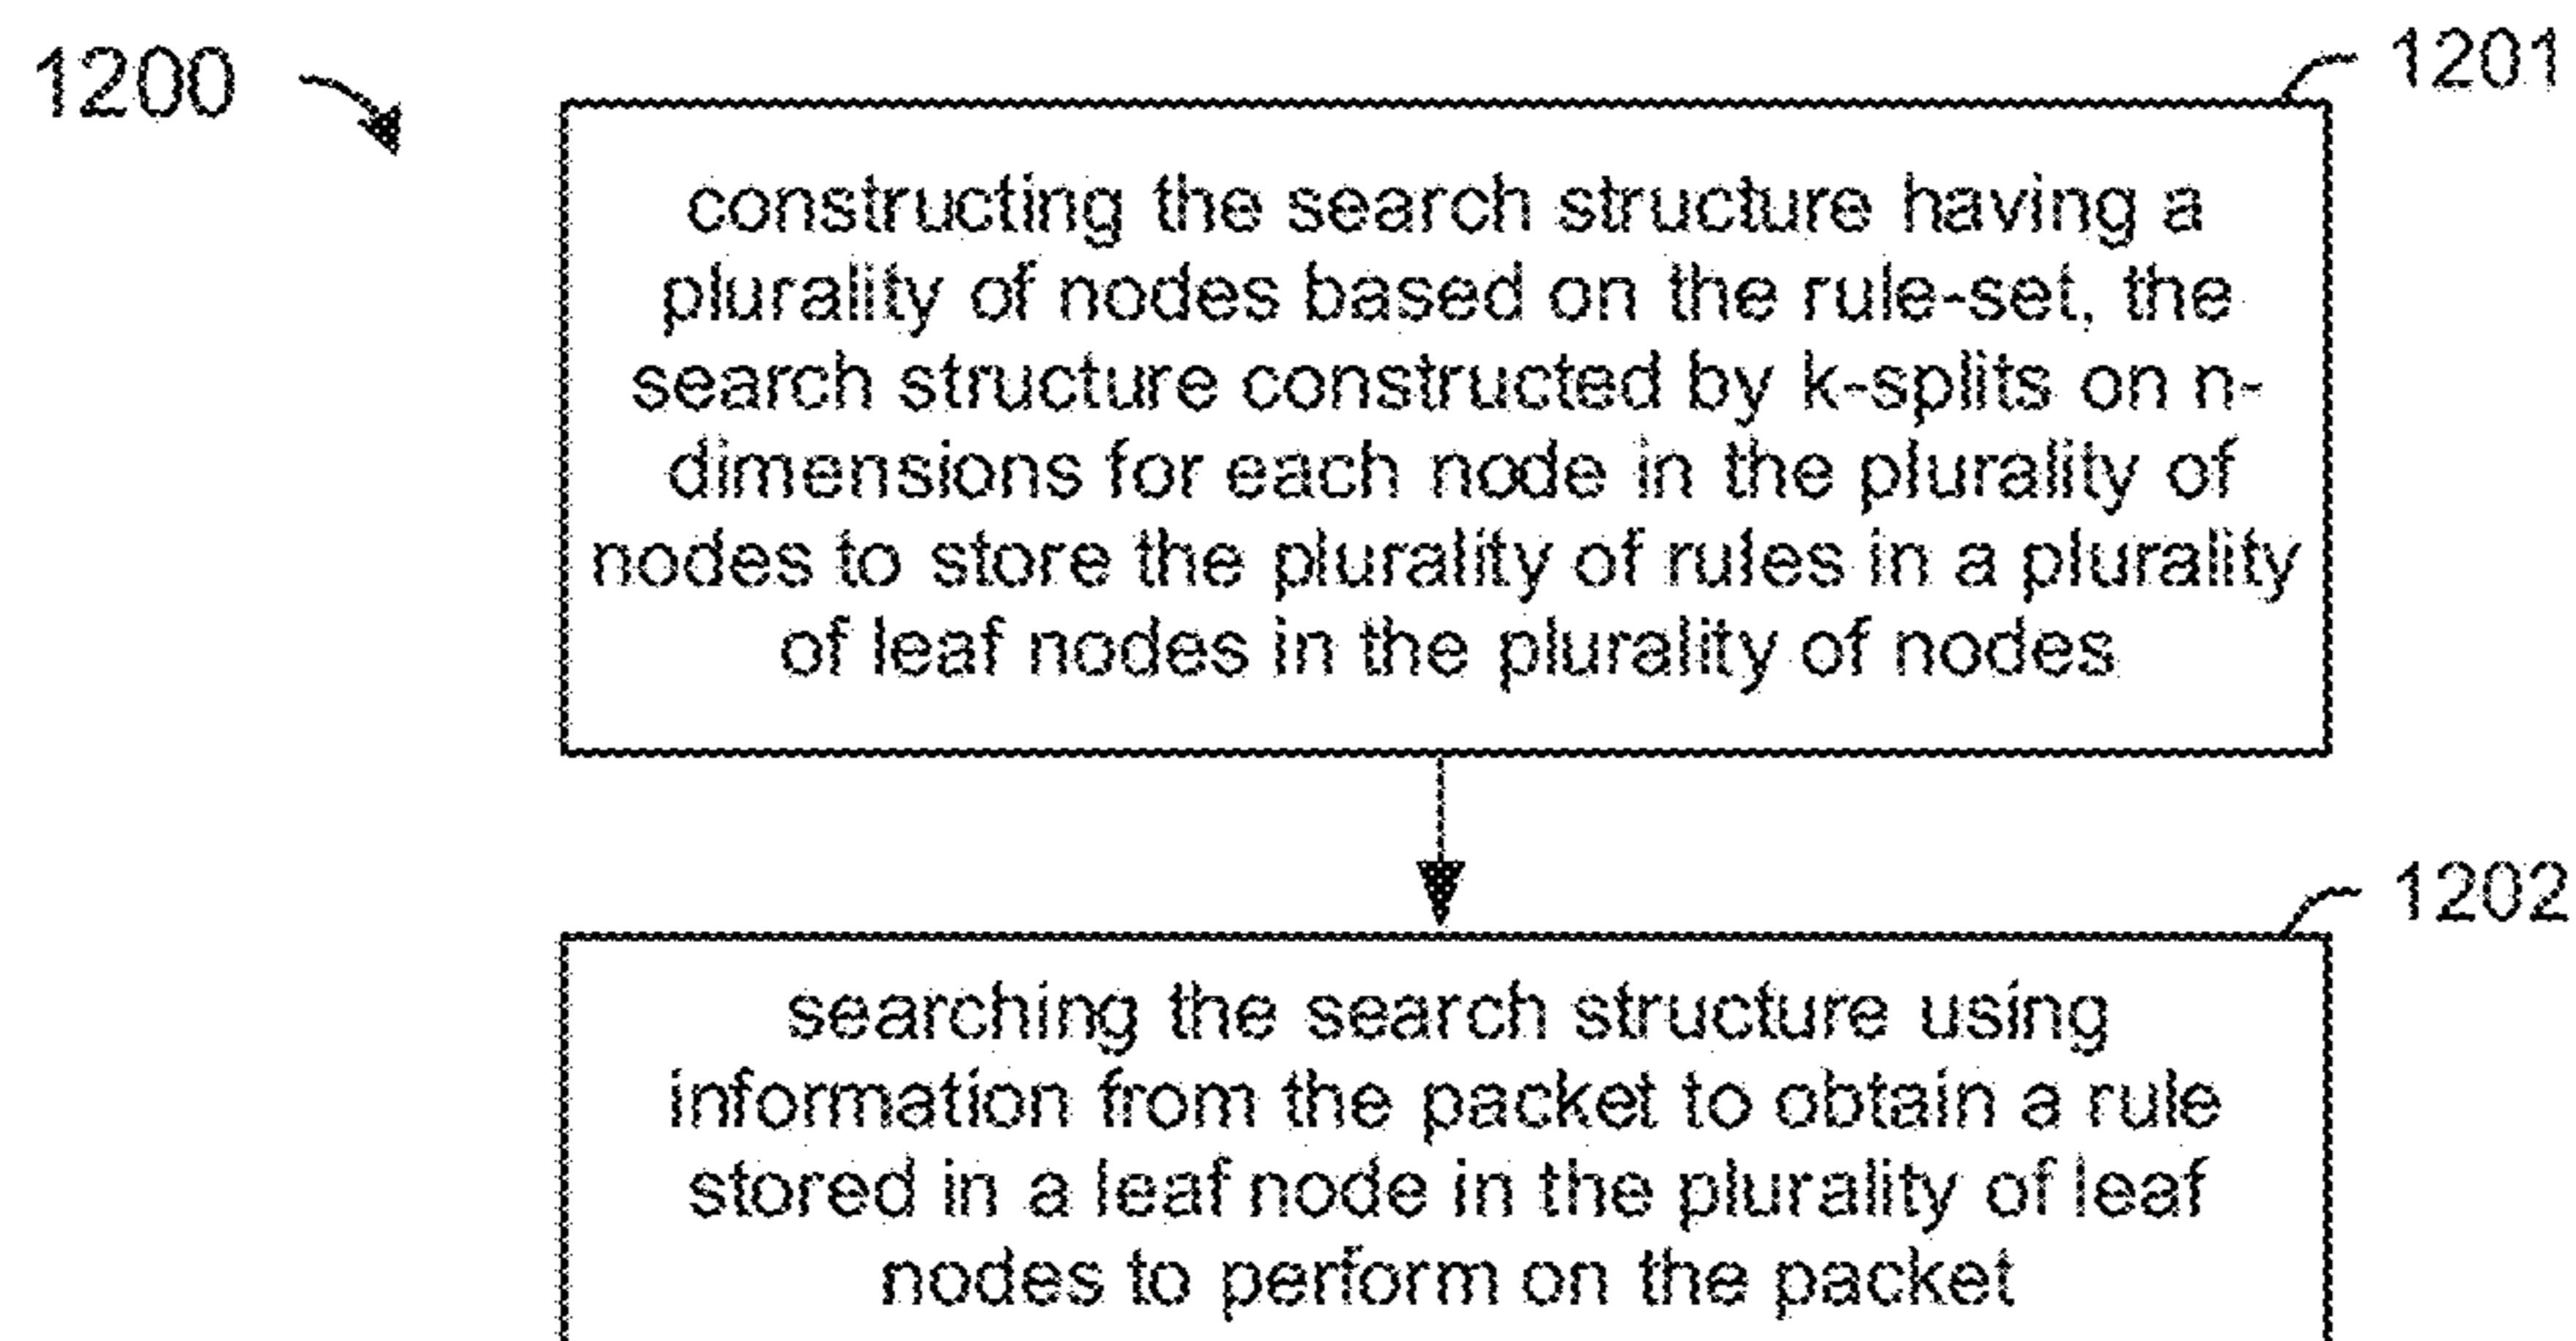 1200
1201
constructing the search structure having a
plurality of nodes based on the rule-set, the
search structure constructed by k-splits on n-
dimensions for each node in the plurality of
nodes to store the plurality of rules in a plurality
of leaf nodes in the plurality of nodes
1202
searching the search structure using
information from the packet to obtain a rule
stored in a leaf node in the plurality of leaf
nodes to perform on the packet